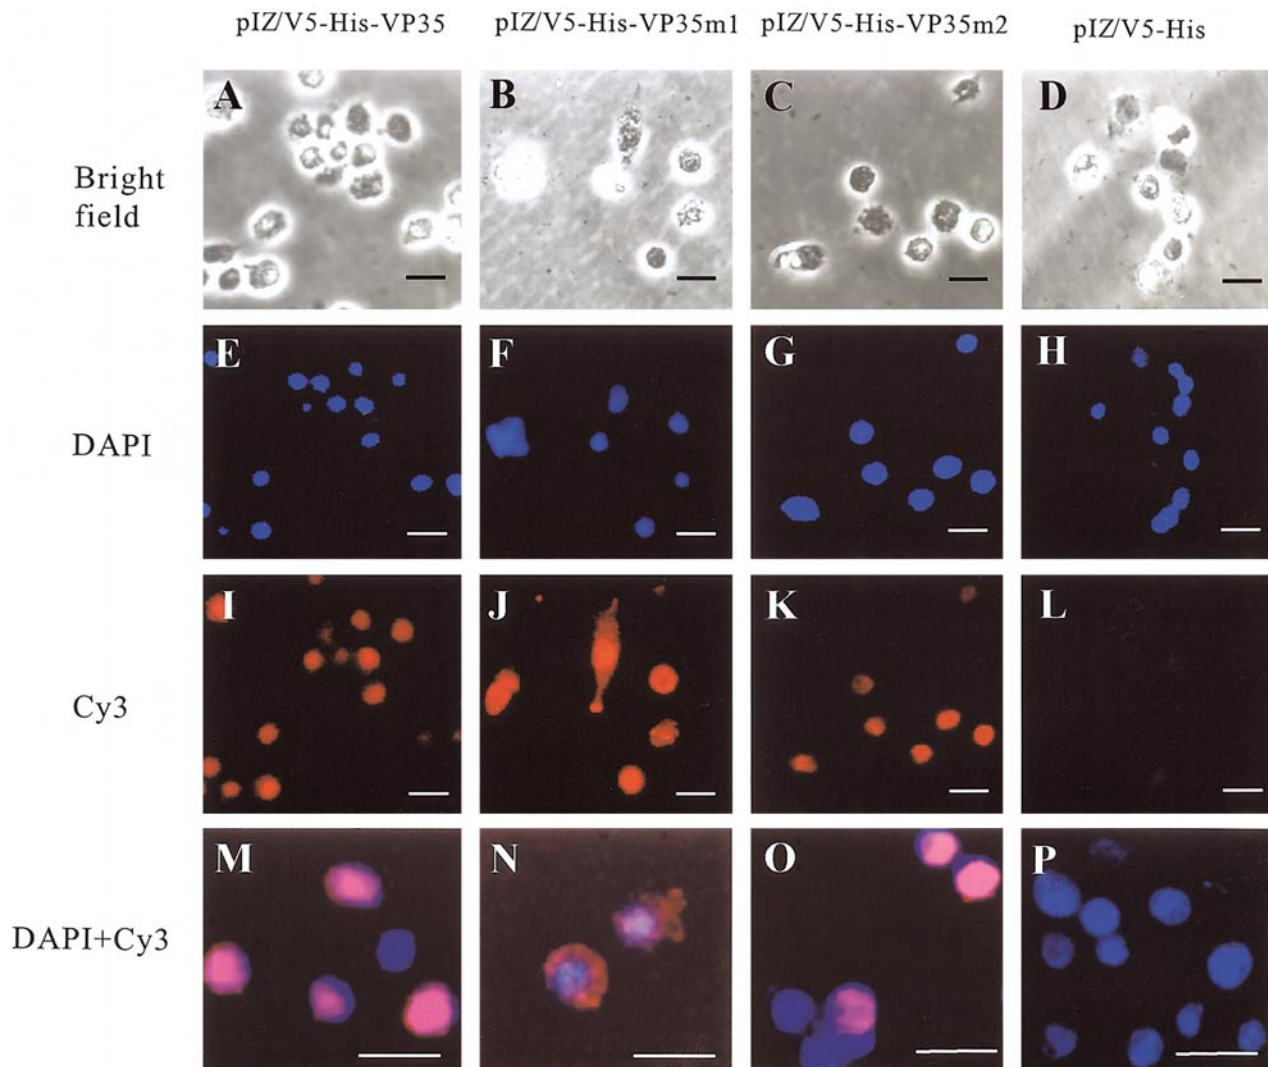 pIZ/V5-His-VP35 pIZ/V5-His-VP35m1 pIZ/V5-His-VP35m2 pIZ/V5-His
A B C D
Bright
field
E F G H
DAPI
I J K L
Cy3
M N O P
DAPI+Cy3